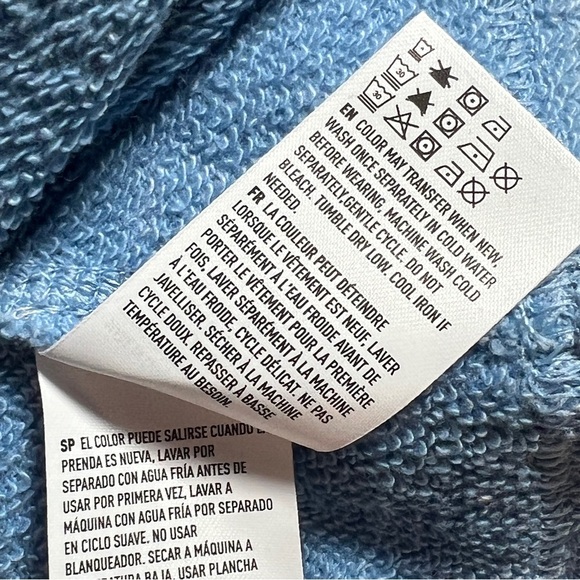 EN COLOR MAY TRANSFER WHEN NEW,
WASH ONCE SEPARATELY IN COLD WATER
BEFORE WEARING, MACHINE WASH COLD
SEPARATELY,GENTLE CYCLE. DO NOT
BLEACH. TUMBLE DRY LOW. COOL IRON IF
NEEDED.
FR LA COULEUR PEUT DÉTEINDRE
LORSQUE LE VÊTEMENT EST NEUF. LAVER
SÉPARÉMENT À L'EAU FROIDE AVANT DE
PORTER LE VÊTEMENT POUR LA PREMIÈRE
FOIS, LAVER SÉPARÉMENT À LA MACHINE
À L'EAU FROIDE, CYCLE DÉLICAT. NE PAS
JAVELLISER. SÉCHER À LA MACHINE
CYCLE DOUX. REPASSER À BASSE
TEMPÉRATURE AU BESOIN.
SP EL COLOR PUEDE SALIRSE CUANDO
PRENDA ES NUEVA, LAVAR POR
SEPARADO CON AGUA FRÍA ANTES DE
USAR POR PRIMERA VEZ, LAVAR A
MÁQUINA CON AGUA FRÍA POR SEPARADO
EN CICLO SUAVE. NO USAR
BLANQUEADOR. SECAR A MÁQUINA A
BAJA. USAR PLANCHA